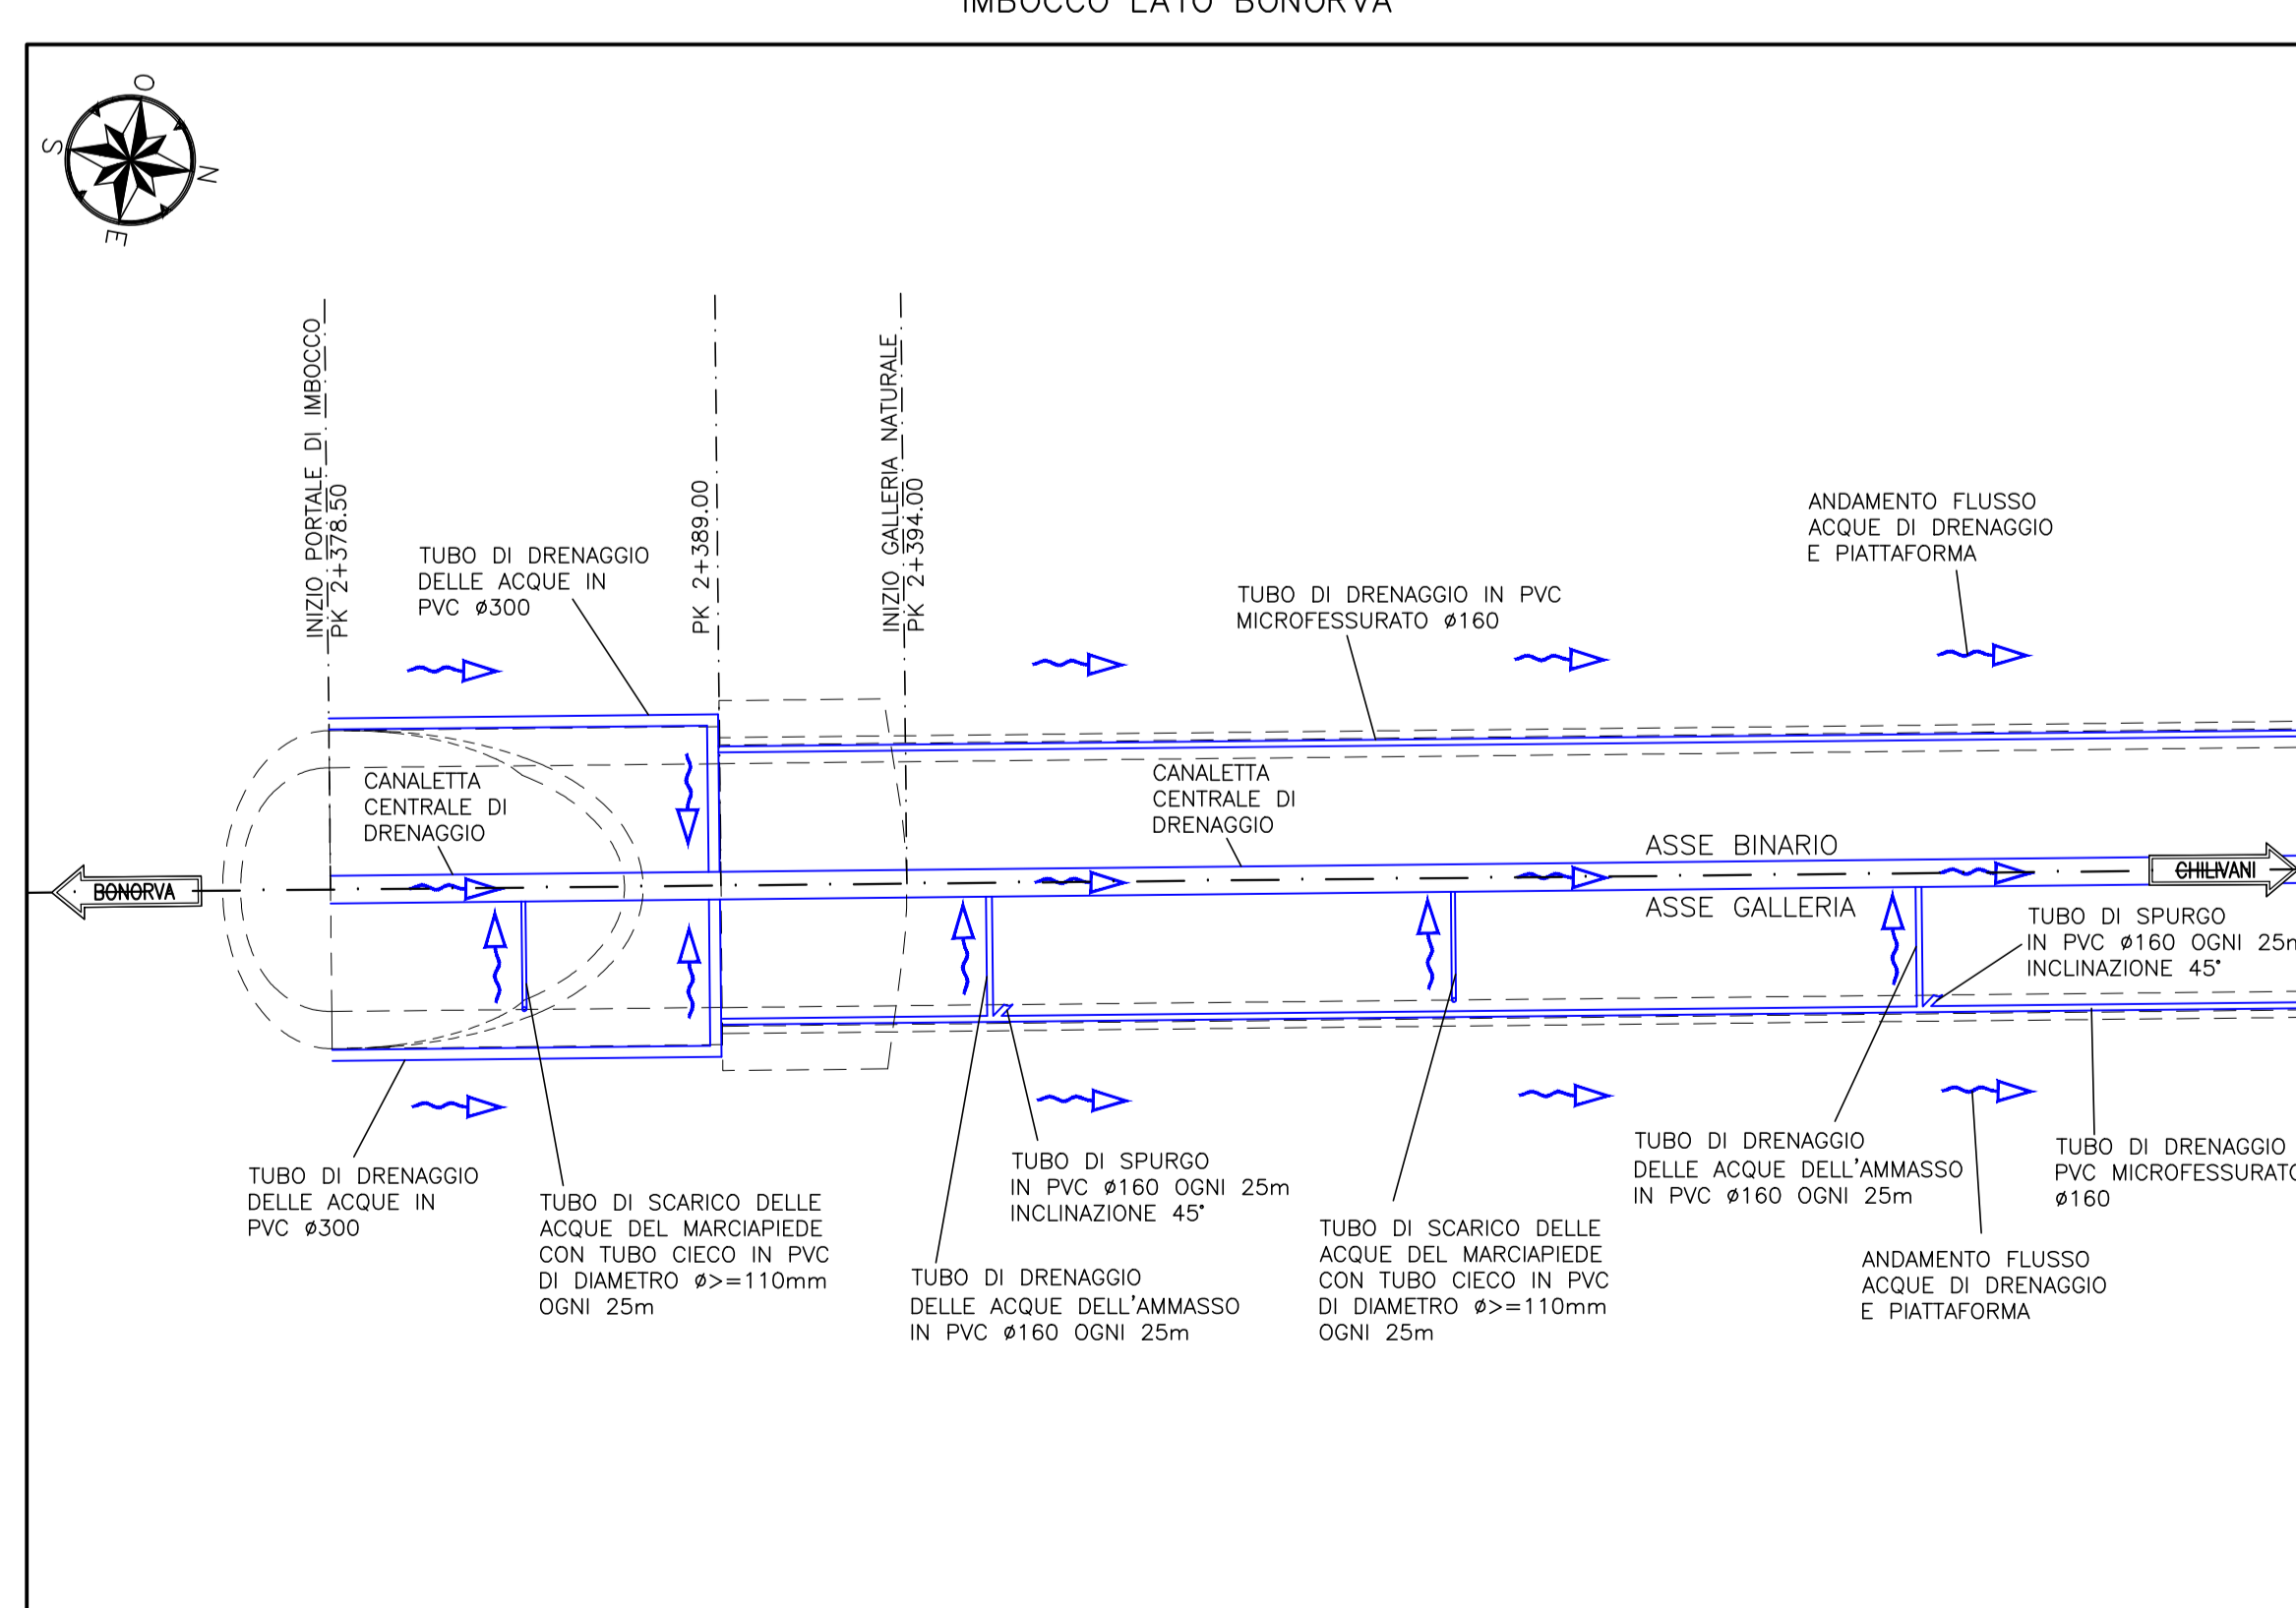 IMBOCCO LATO BONORVA
O
S
N
E
INIZIO PORTALE DI IMBOCCO
PK 2+378.50
PK 2+389.00
INIZIO GALLERIA NATURALE
PK 2+394.00
TUBO DI DRENAGGIO
DELLE ACQUE IN
PVC ø300
TUBO DI DRENAGGIO IN PVC
MICROFESSURATO ø160
ANDAMENTO FLUSSO
ACQUE DI DRENAGGIO
E PIATTAFORMA
CANALETTA
CENTRALE DI
DRENAGGIO
CANALETTA
CENTRALE DI
DRENAGGIO
ASSE BINARIO
BONORVA
CHILIVANI
ASSE GALLERIA
TUBO DI SPURGO
IN PVC ø160 OGNI 25m
INCLINAZIONE 45°
TUBO DI DRENAGGIO
DELLE ACQUE IN
PVC ø300
TUBO DI SCARICO DELLE
ACQUE DEL MARCIAPIEDE
CON TUBO CIECO IN PVC
DI DIAMETRO ø>=110mm
OGNI 25m
TUBO DI SPURGO
IN PVC ø160 OGNI 25m
INCLINAZIONE 45°
TUBO DI DRENAGGIO
DELLE ACQUE DELL'AMMASSO
IN PVC ø160 OGNI 25m
TUBO DI SCARICO DELLE
ACQUE DEL MARCIAPIEDE
CON TUBO CIECO IN PVC
DI DIAMETRO ø>=110mm
OGNI 25m
TUBO DI DRENAGGIO
DELLE ACQUE DELL'AMMASSO
IN PVC ø160 OGNI 25m
TUBO DI DRENAGGIO
PVC MICROFESSURATO
ø160
ANDAMENTO FLUSSO
ACQUE DI DRENAGGIO
E PIATTAFORMA